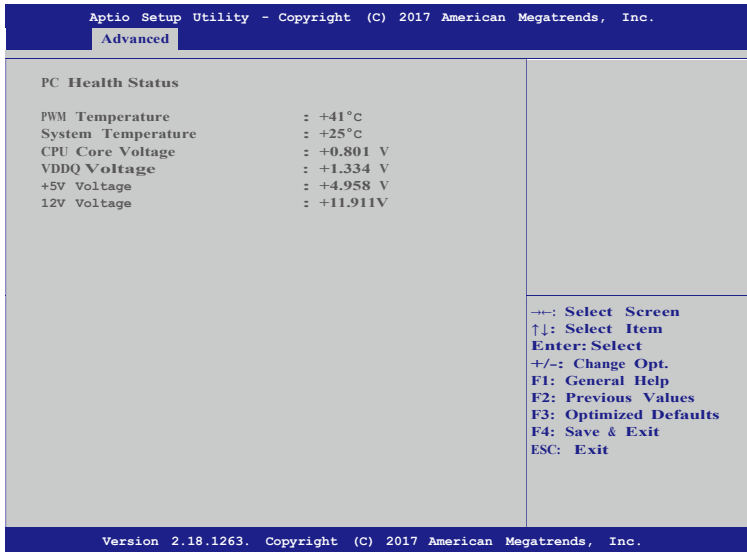 Aptio Setup Utility - Copyright (C) 2017 American Megatrends, Inc.
Advanced
PC Health Status
PWM Temperature : +41°C
System Temperature : +25°C
CPU Core Voltage : +0.801 V
VDDQ Voltage : +1.334 V
+5V Voltage : +4.958 V
12V Voltage : +11.911V
→←: Select Screen
↑↓: Select Item
Enter: Select
+/-: Change Opt.
F1: General Help
F2: Previous Values
F3: Optimized Defaults
F4: Save & Exit
ESC: Exit
Version 2.18.1263. Copyright (C) 2017 American Megatrends, Inc.